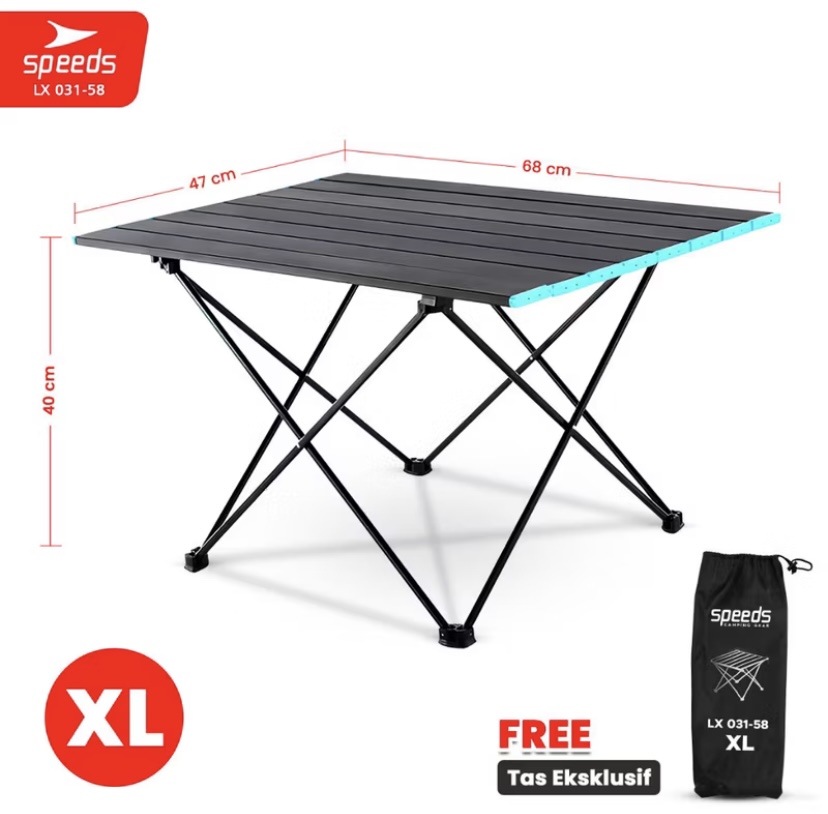 speeds
LX 031-58
47 cm
68 cm
40 cm
XL
FREE
Tas Eksklusif
speeds
CAMPING GEAR
LX 031-58
XL